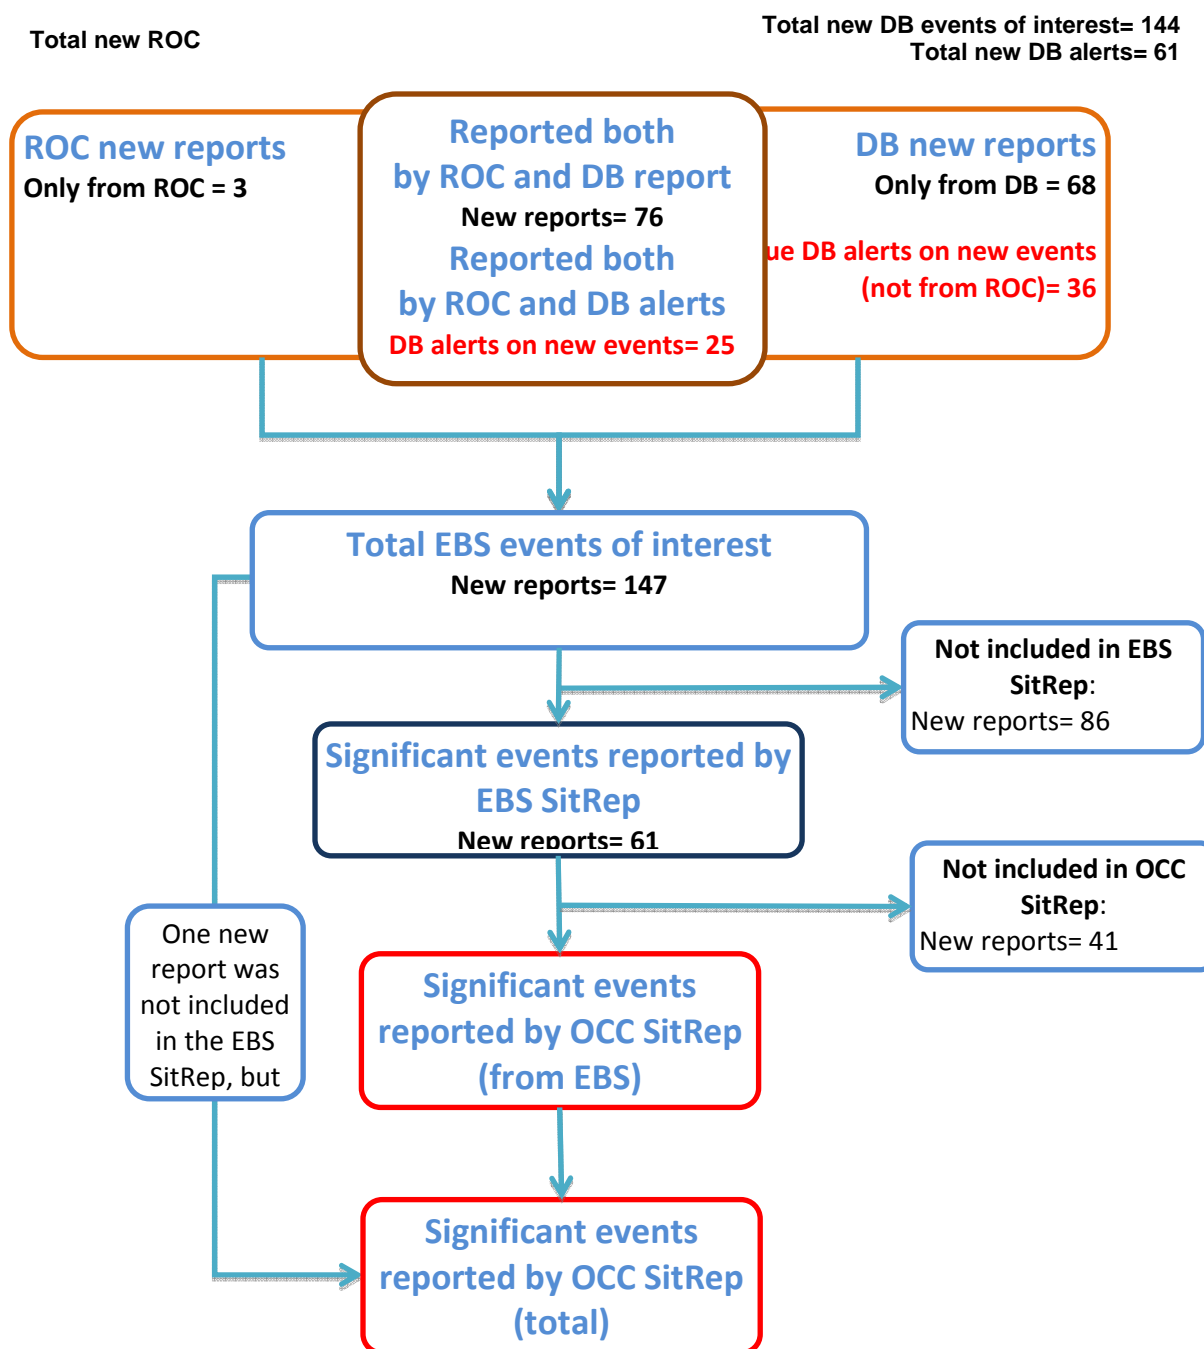 Total new ROC
Total new DB events of interest= 144
Total new DB alerts= 61
ROC new reports
Only from ROC = 3
Reported both
by ROC and DB report
New reports= 76
Reported both
by ROC and DB alerts
DB alerts on new events= 25
DB new reports
Only from DB = 68
ue DB alerts on new events
(not from ROC)= 36
Total EBS events of interest
New reports= 147
Not included in EBS
SitRep:
New reports= 86
Significant events reported by
EBS SitRep
New reports= 61
Not included in OCC
SitRep:
New reports= 41
One new
report was
not included
in the EBS
SitRep, but
Significant events
reported by OCC SitRep
(from EBS)
Significant events
reported by OCC SitRep
(total)